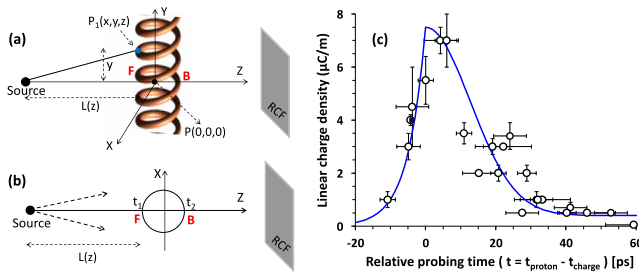 (a)
Y
P1(x,y,z)
y
F
B
Z
Source
L(z)
X
P(0,0,0)
RCF
(b)
X
t1
t2
Z
Source
F
B
L(z)
RCF
(c)
Linear charge density (μC/m)
8
6
4
2
0
-20
0
20
40
60
Relative probing time ( t = tproton - tcharge ) [ps]